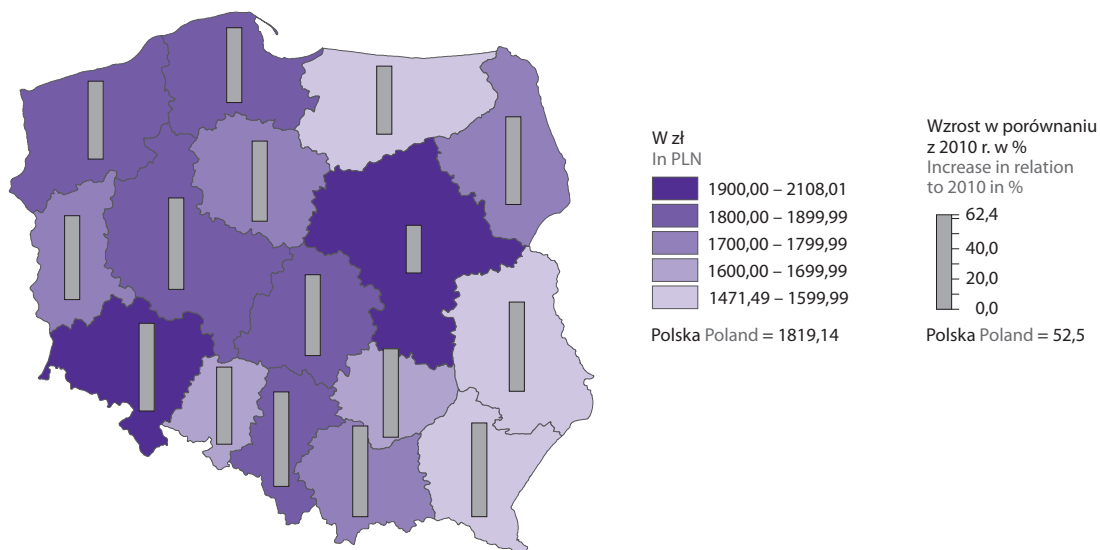 W zł
In PLN
1900,00 – 2108,01
1800,00 – 1899,99
1700,00 – 1799,99
1600,00 – 1699,99
1471,49 – 1599,99
Polska Poland = 1819,14
Wzrost w porównaniu
z 2010 r. w %
Increase in relation
to 2010 in %
62,4
40,0
20,0
0,0
Polska Poland = 52,5